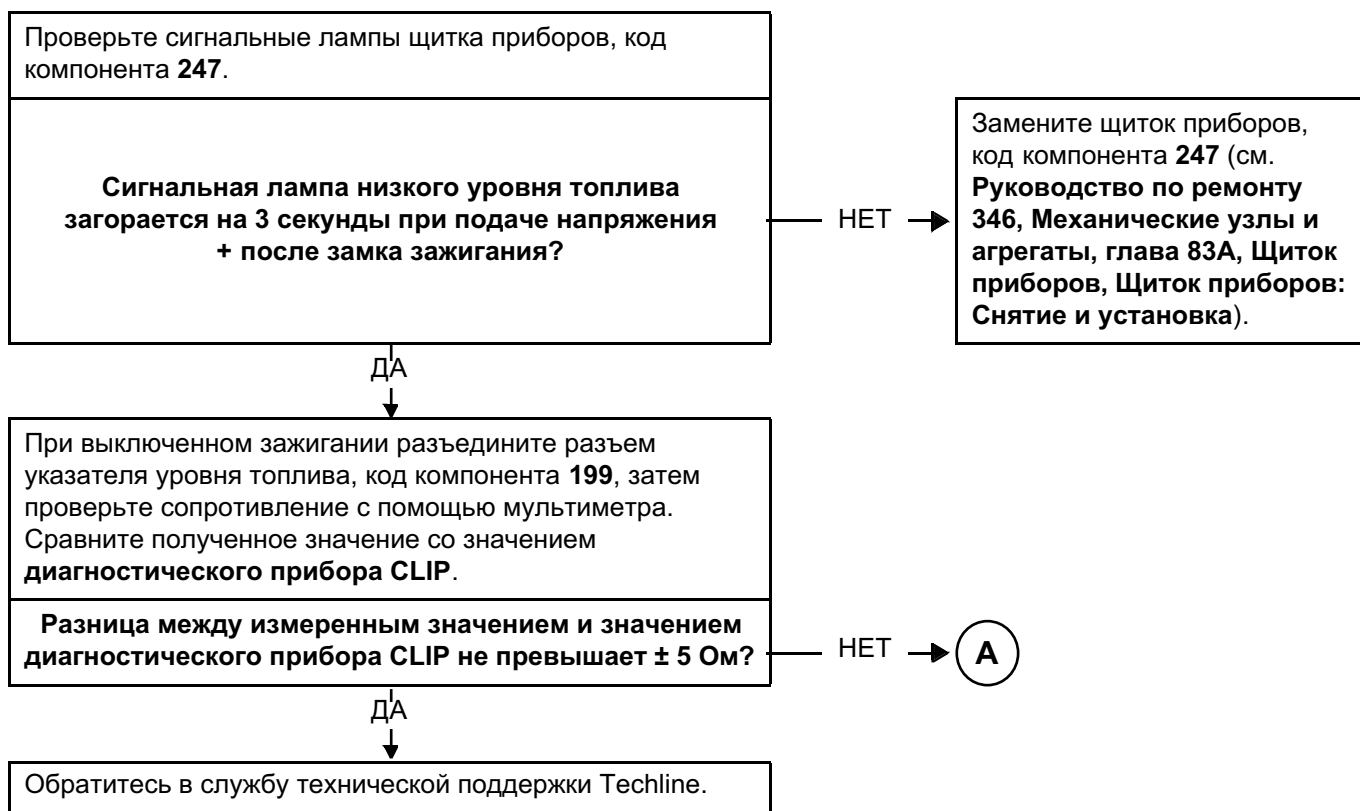 Проверьте сигнальные лампы щитка приборов, код
компонента 247.
Сигнальная лампа низкого уровня топлива
загорается на 3 секунды при подаче напряжения
+ после замка зажигания?
НЕТ
Замените щиток приборов,
код компонента 247 (см.
Руководство по ремонту
346, Механические узлы и
агрегаты, глава 83A, Щиток
приборов, Щиток приборов:
Снятие и установка).
ДА
При выключенном зажигании разъедините разъем
указателя уровня топлива, код компонента 199, затем
проверьте сопротивление с помощью мультиметра.
Сравните полученное значение со значением
диагностического прибора CLIP.
Разница между измеренным значением и значением
диагностического прибора CLIP не превышает ± 5 Ом?
НЕТ
A
ДА
Обратитесь в службу технической поддержки Techline.